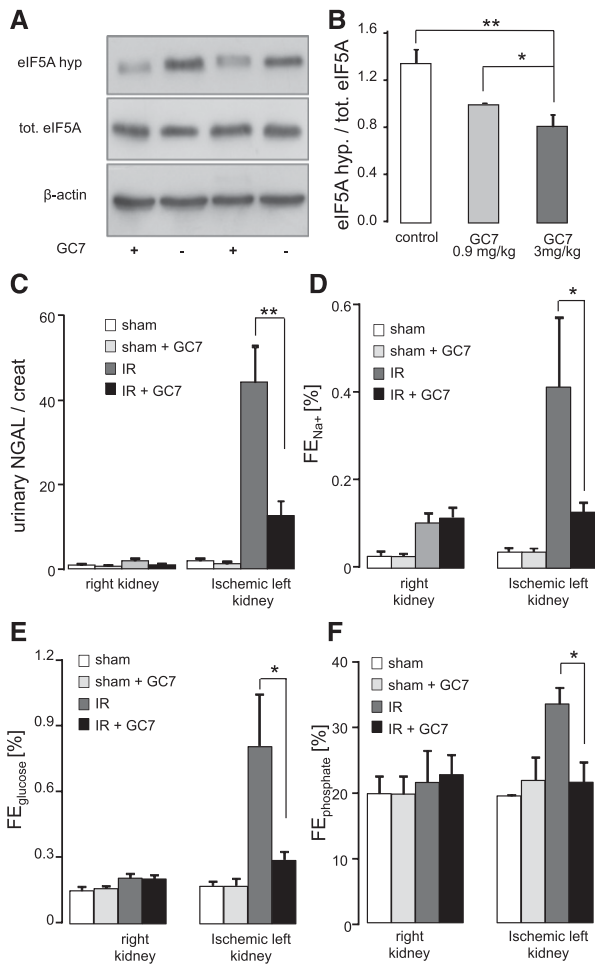 A
eIF5A hyp
tot. eIF5A
β-actin
GC7 + - + -
B
eIF5A hyp. / tot. eIF5A
1.6
1.2
0.8
0.4
0.0
**
*
control
GC7
0.9 mg/kg
GC7
3mg/kg
C
urinary NGAL / creat
60
40
20
0
sham
sham + GC7
IR
IR + GC7
**
right kidney
Ischemic left
kidney
D
FENa+ [%]
0.6
0.4
0.2
0
sham
sham + GC7
IR
IR + GC7
*
right
kidney
Ischemic left
kidney
E
FEglucose [%]
1.2
0.9
0.6
0.3
0
sham
sham + GC7
IR
IR + GC7
*
right
kidney
Ischemic left
kidney
F
FEphosphate [%]
40
30
20
10
0
sham
sham + GC7
IR
IR + GC7
*
right
kidney
Ischemic left
kidney